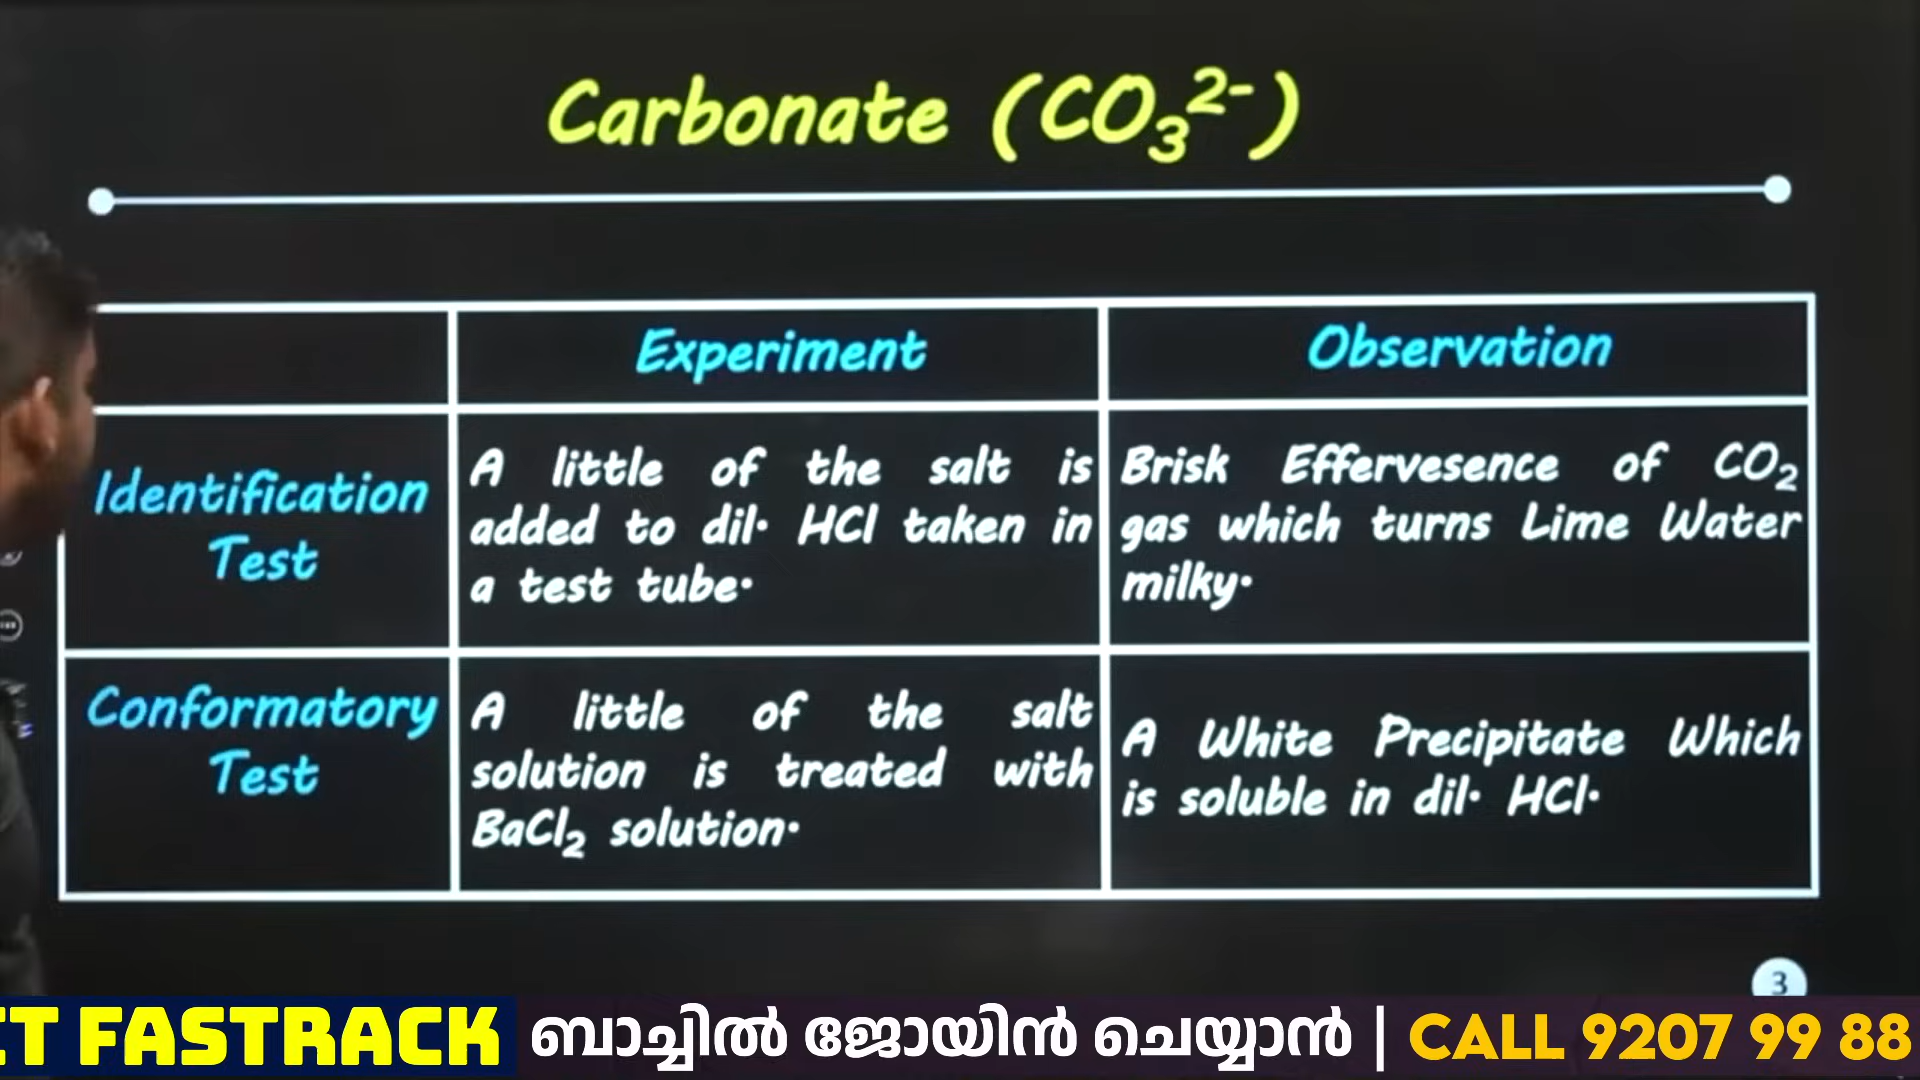 Carbonate (CO₃²⁻)
Experiment
Observation
Identification
Test
A little of the salt is
added to dil. HCl taken in
a test tube.
Brisk Effervesence of CO₂
gas which turns Lime Water
milky.
Conformatory
Test
A little of the salt
solution is treated with
BaCl₂ solution.
A White Precipitate Which
is soluble in dil. HCl.
3
FASTRACK ബാച്ചിൽ ജോയിൻ ചെയ്യാൻ | CALL 9207 99 88